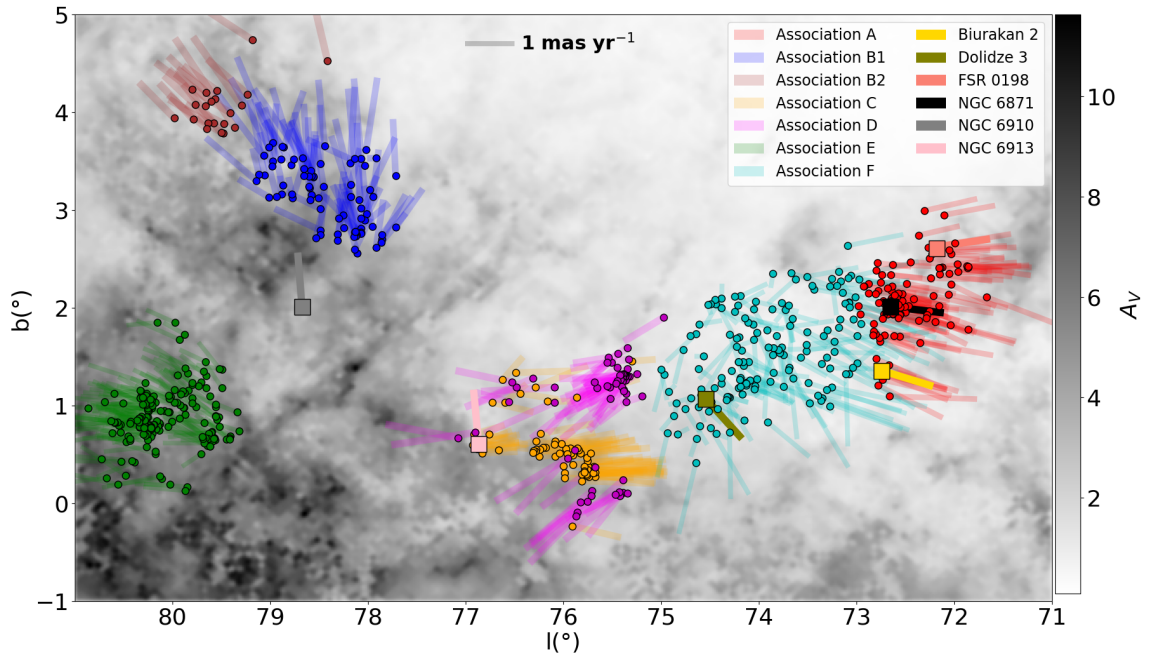 1 mas yr⁻¹
Association A
Association B1
Association B2
Association C
Association D
Association E
Association F
Biurakan 2
Dolidze 3
FSR 0198
NGC 6871
NGC 6910
NGC 6913
5
4
3
2
1
0
−1
b(°)
80 79 78 77 76 75 74 73 72 71
l(°)
10
8
6
4
2
A_V